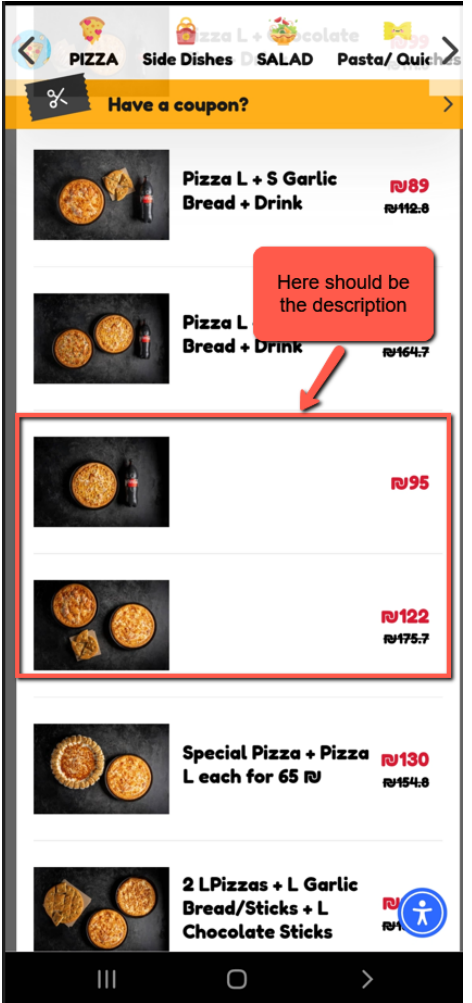 PIZZA
Side Dishes
SALAD
Pasta/ Quiches
Have a coupon?
Pizza L + S Garlic
Bread + Drink
₪89
₪112.8
Here should be
the description
Pizza L
Bread + Drink
₪164.7
₪95
₪122
₪175.7
Special Pizza + Pizza
L each for 65 ₪
₪130
₪154.8
2 LPizzas + L Garlic
Bread/Sticks + L
Chocolate Sticks